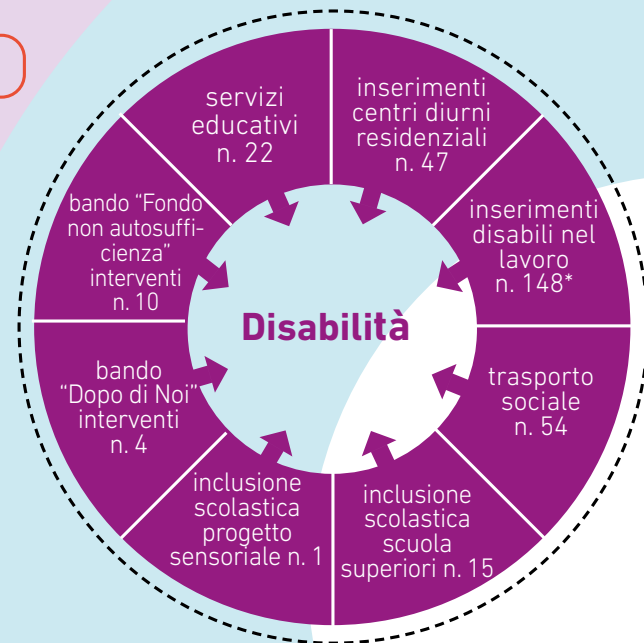 servizi
educativi
n. 22
inserimenti
centri diurni
residenziali
n. 47
inserimenti
disabili nel
lavoro
n. 148*
trasporto
sociale
n. 54
inclusione
scolastica
scuola
superiori n. 15
inclusione
scolastica
progetto
sensoriale n. 1
bando
“Dopo di Noi”
interventi
n. 4
bando “Fondo
non autosuffi-
cienza”
interventi
n. 10
Disabilità